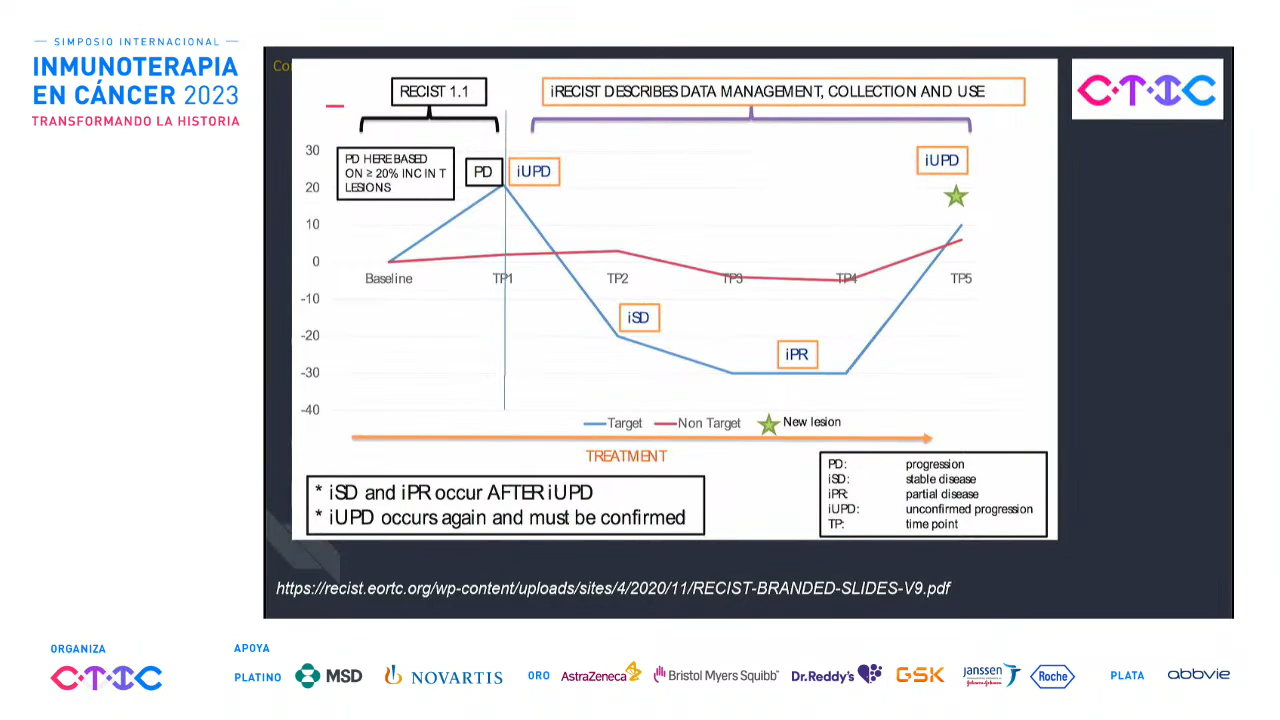 SIMPOSIO INTERNACIONAL
INMUNOTERAPIA
EN CÁNCER 2023
TRANSFORMANDO LA HISTORIA
RECIST 1.1
iRECIST DESCRIBES DATA MANAGEMENT, COLLECTION AND USE
C·T·I·C
PD HERE BASED
ON ≥ 20% INC IN T
LESIONS
PD
iUPD
iUPD
30
20
10
0
-10
-20
-30
-40
Baseline
TP1
TP2
TP3
TP4
TP5
iSD
iPR
Target
Non Target
New lesion
TREATMENT
* iSD and iPR occur AFTER iUPD
* iUPD occurs again and must be confirmed
PD: progression
iSD: stable disease
iPR: partial disease
iUPD: unconfirmed progression
TP: time point
https://recist.eortc.org/wp-content/uploads/sites/4/2020/11/RECIST-BRANDED-SLIDES-V9.pdf
ORGANIZA
C·T·I·C
APOYA
PLATINO
MSD
NOVARTIS
ORO
AstraZeneca
Bristol Myers Squibb
Dr.Reddy's
GSK
Janssen
Johnson-Johnson
Roche
PLATA
abbvie